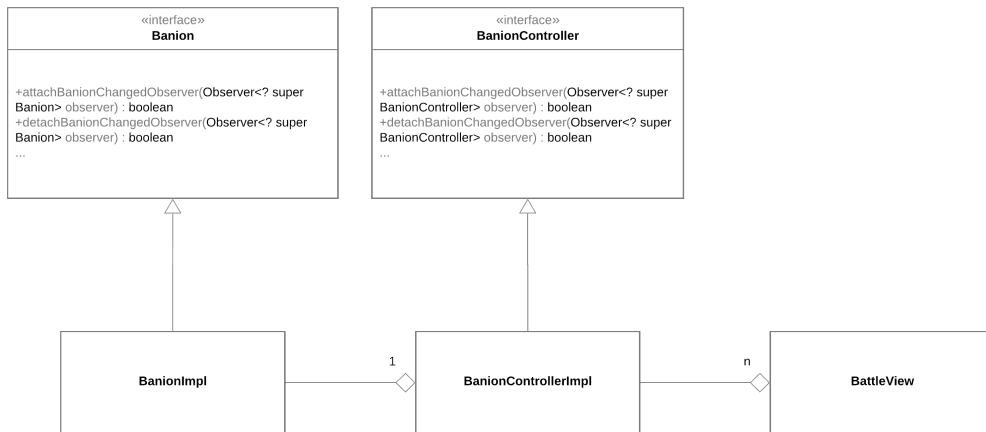 «interface»
Banion
+attachBanionChangedObserver(Observer<? super
Banion> observer) : boolean
+detachBanionChangedObserver(Observer<? super
Banion> observer) : boolean
...
«interface»
BanionController
+attachBanionChangedObserver(Observer<? super
BanionController> observer) : boolean
+detachBanionChangedObserver(Observer<? super
BanionController> observer) : boolean
...
BanionImpl
1
BanionControllerImpl
n
BattleView